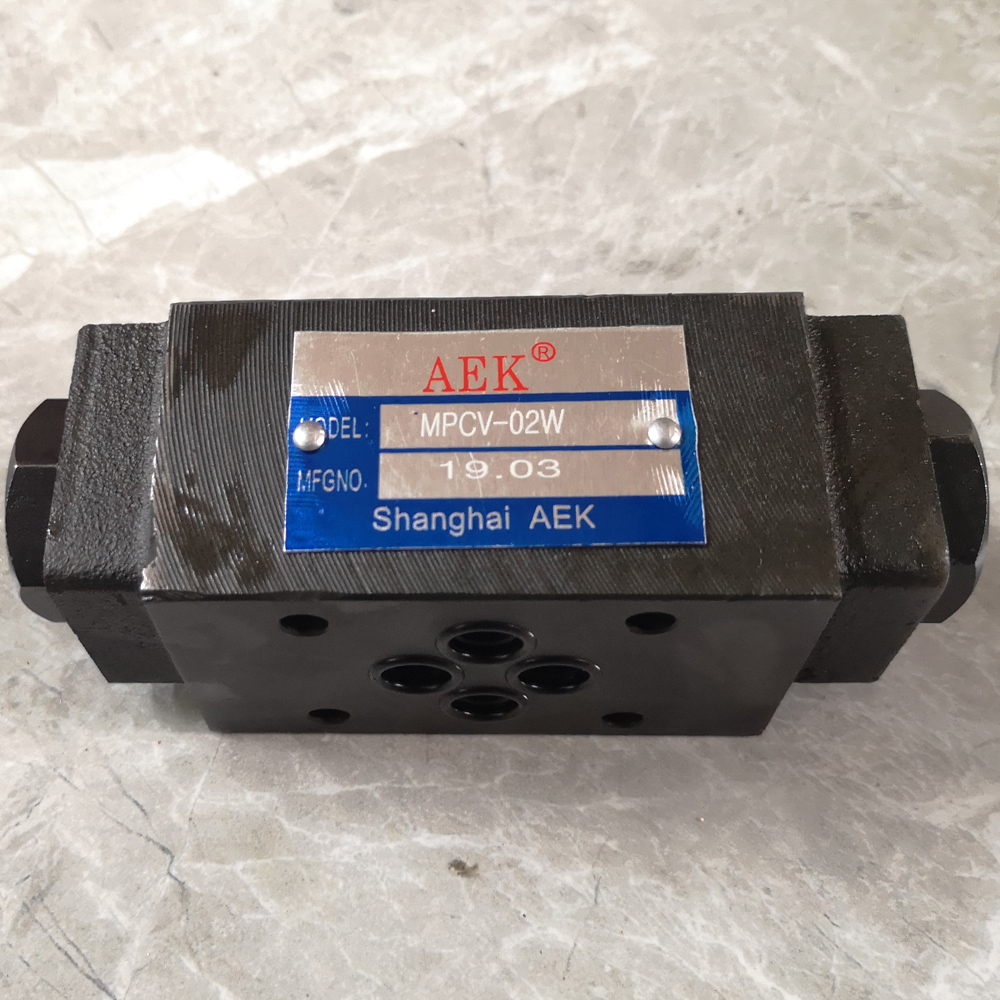 AEK®
MODEL: MPCV-02W
MFGNO. 19.03
Shanghai AEK